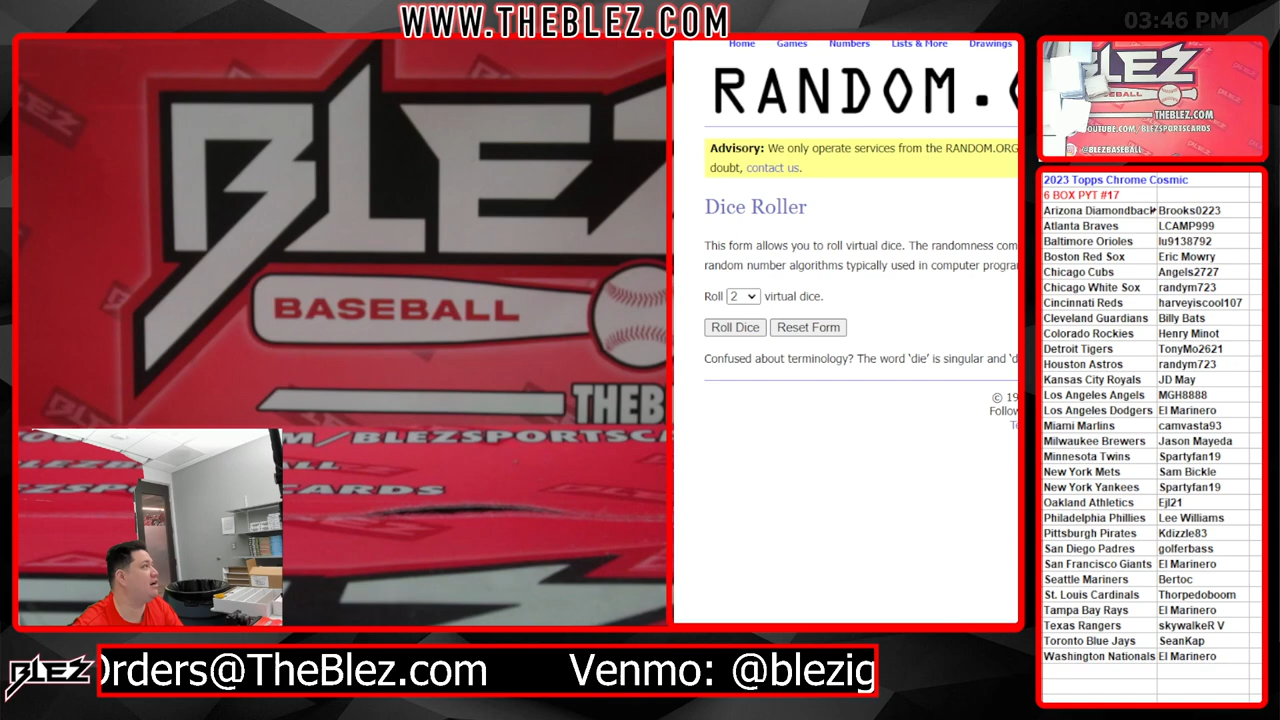 WWW.THEBLEZ.COM
03:46 PM
BLEZ
BASEBALL
THEB
M/BLEZSPORTSCA
EZSPORTSCARDS
Home Games Numbers Lists & More Drawings
RANDOM.
Advisory: We only operate services from the RANDOM.ORG
doubt, contact us.
Dice Roller
This form allows you to roll virtual dice. The randomness com
random number algorithms typically used in computer progra
Roll 2 virtual dice.
Roll Dice Reset Form
Confused about terminology? The word ‘die’ is singular and ‘d
© 19
Follow
Te
LEZ
THEBLEZ.COM
OUTUBE.COM/BLEZSPORTSCARDS
@BLEZBASEBALL
2023 Topps Chrome Cosmic
6 BOX PYT #17
Arizona Diamondback Brooks0223
Atlanta Braves LCAMP999
Baltimore Orioles lu9138792
Boston Red Sox Eric Mowry
Chicago Cubs Angels2727
Chicago White Sox randym723
Cincinnati Reds harveyiscool107
Cleveland Guardians Billy Bats
Colorado Rockies Henry Minot
Detroit Tigers TonyMo2621
Houston Astros randym723
Kansas City Royals JD May
Los Angeles Angels MGH8888
Los Angeles Dodgers El Marinero
Miami Marlins camvasta93
Milwaukee Brewers Jason Mayeda
Minnesota Twins Spartyfan19
New York Mets Sam Bickle
New York Yankees Spartyfan19
Oakland Athletics Ejl21
Philadelphia Phillies Lee Williams
Pittsburgh Pirates Kdizzle83
San Diego Padres golferbass
San Francisco Giants El Marinero
Seattle Mariners Bertoc
St. Louis Cardinals Thorpedoboom
Tampa Bay Rays El Marinero
Texas Rangers skywalkeR V
Toronto Blue Jays SeanKap
Washington Nationals El Marinero
BLEZ
Orders@TheBlez.com Venmo: @blezig